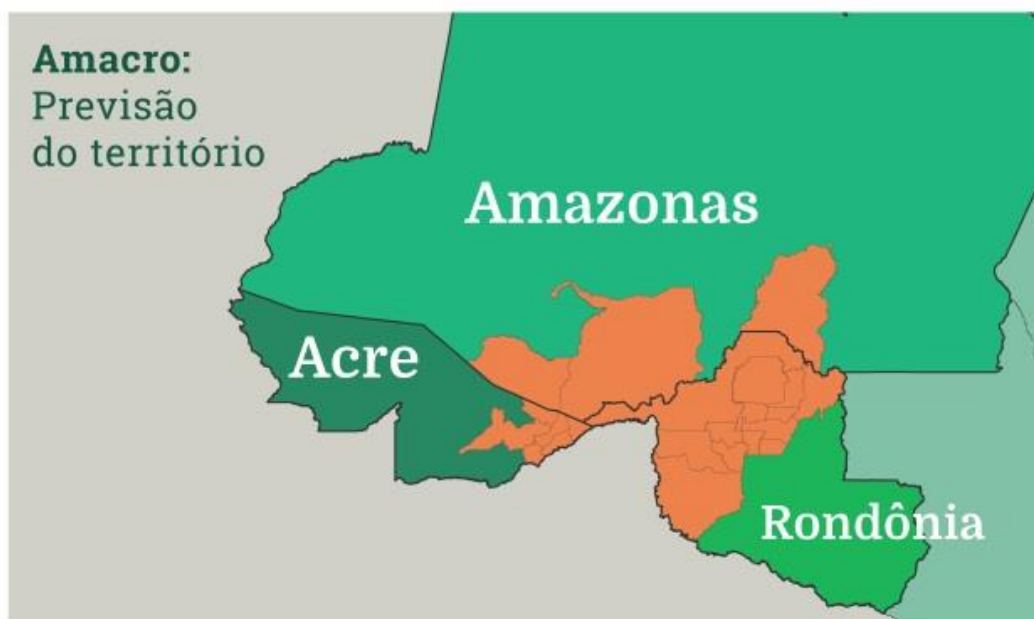 Amacro:
Previsão
do território
Amazonas
Acre
Rondônia